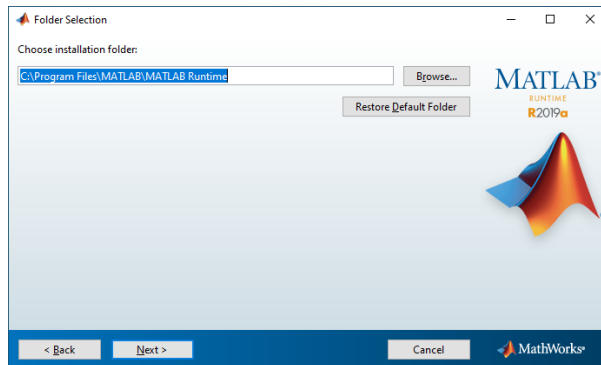 Folder Selection
Choose installation folder:
C:\Program Files\MATLAB\MATLAB Runtime
Browse...
Restore Default Folder
MATLAB®
RUNTIME
R2019a
< Back
Next >
Cancel
MathWorks®